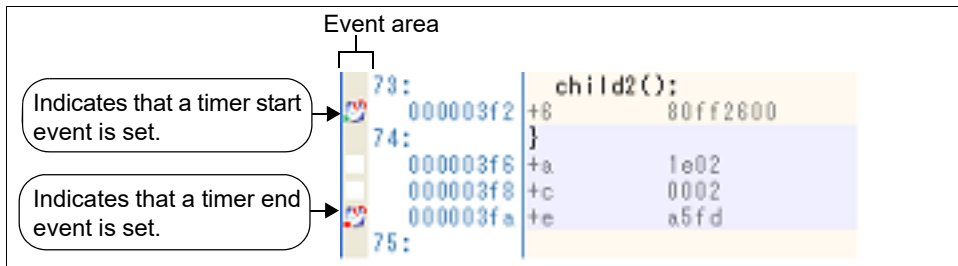 Event area
Indicates that a timer start
event is set.
Indicates that a timer end
event is set.
73: child2();
000003f2 +6 80ff2600
74: }
000003f6 +a 1e02
000003f8 +c 0002
000003fa +e a5fd
75: